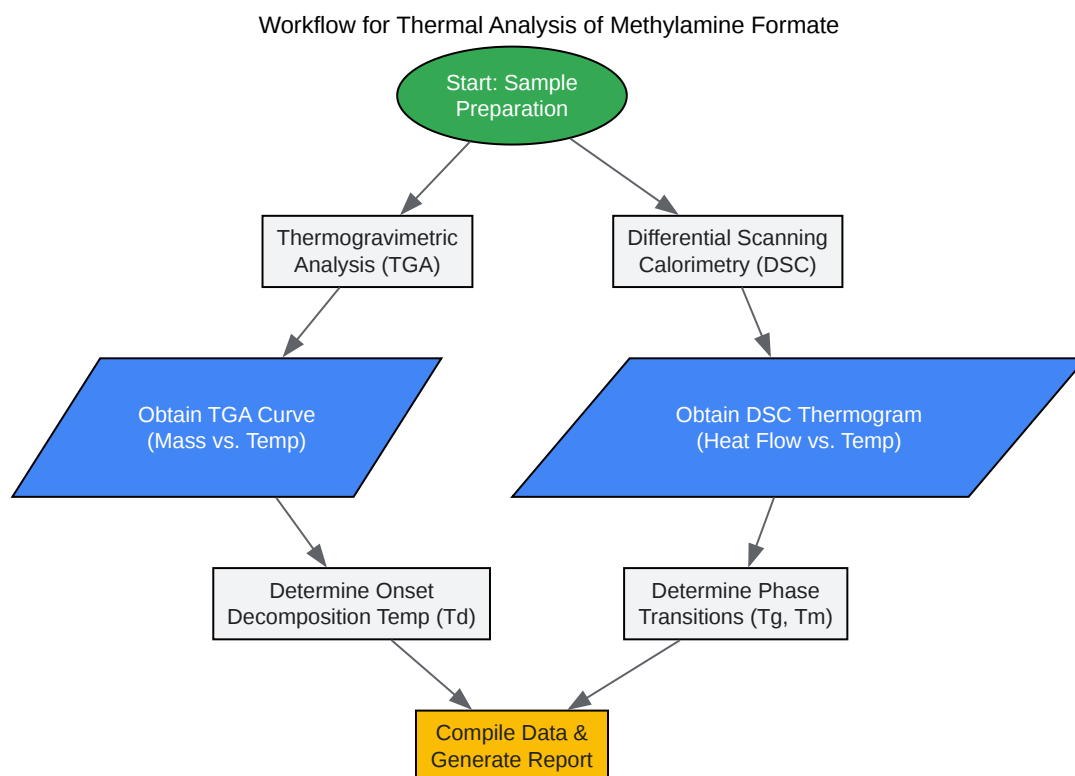 Workflow for Thermal Analysis of Methylamine Formate
Start: Sample
Preparation
Thermogravimetric
Analysis (TGA)
Differential Scanning
Calorimetry (DSC)
Obtain TGA Curve
(Mass vs. Temp)
Obtain DSC Thermogram
(Heat Flow vs. Temp)
Determine Onset
Decomposition Temp (Td)
Determine Phase
Transitions (Tg, Tm)
Compile Data &
Generate Report